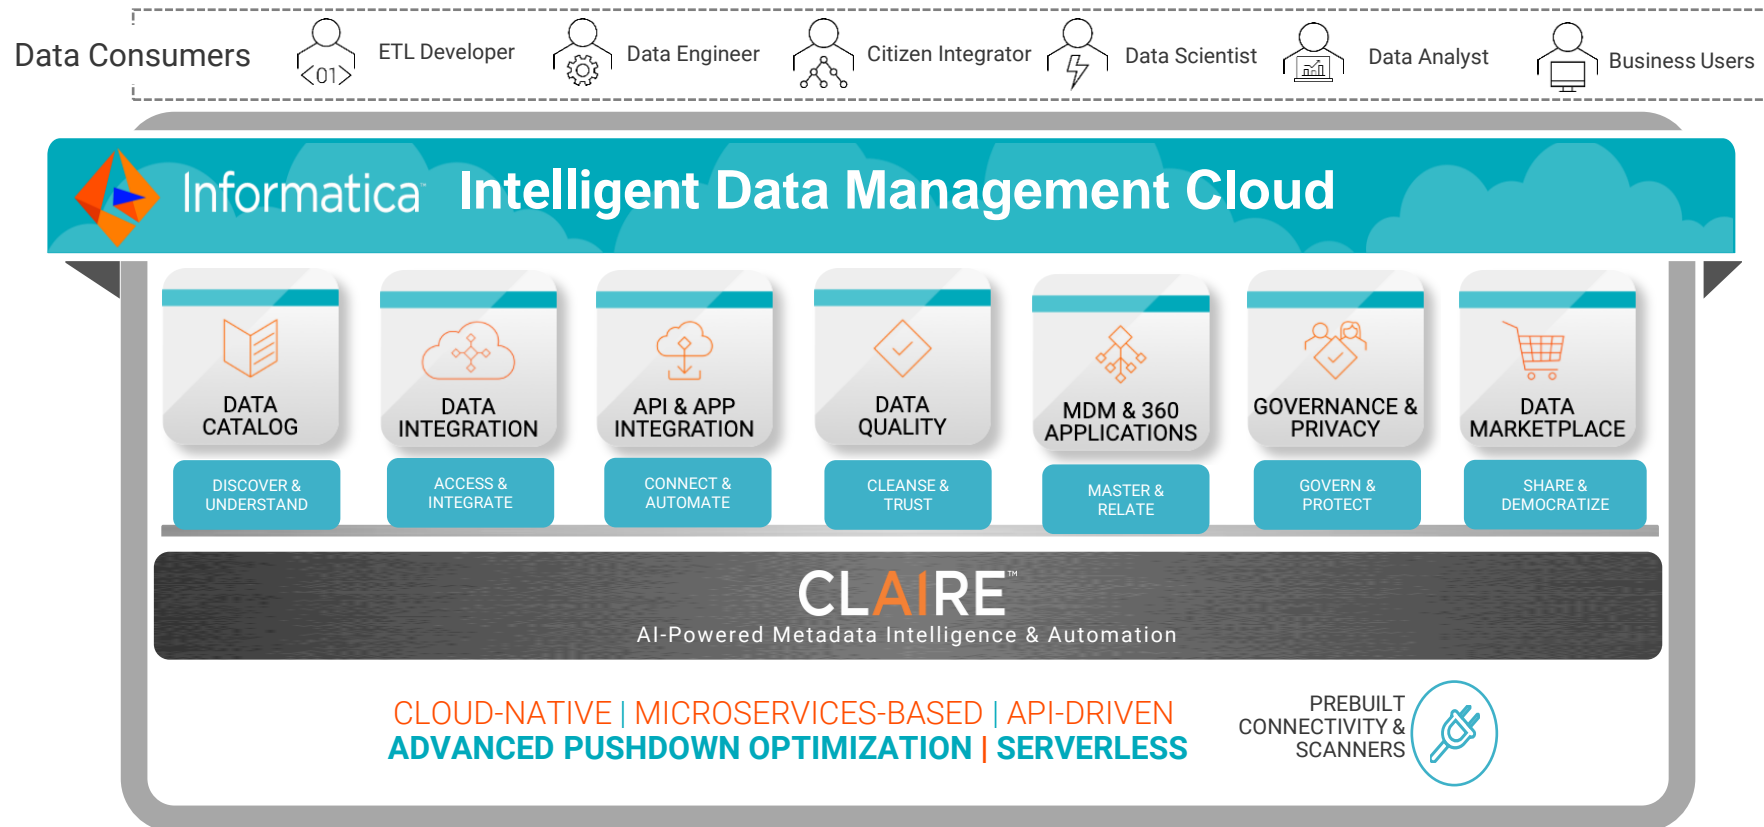 Data Consumers
<01>
ETL Developer
Data Engineer
Citizen Integrator
Data Scientist
Data Analyst
Business Users
Informatica™ Intelligent Data Management Cloud
DATA
CATALOG
DATA
INTEGRATION
API & APP
INTEGRATION
DATA
QUALITY
MDM & 360
APPLICATIONS
GOVERNANCE &
PRIVACY
DATA
MARKETPLACE
DISCOVER &
UNDERSTAND
ACCESS &
INTEGRATE
CONNECT &
AUTOMATE
CLEANSE &
TRUST
MASTER &
RELATE
GOVERN &
PROTECT
SHARE &
DEMOCRATIZE
CLAIRE™
AI-Powered Metadata Intelligence & Automation
CLOUD-NATIVE | MICROSERVICES-BASED | API-DRIVEN
ADVANCED PUSHDOWN OPTIMIZATION | SERVERLESS
PREBUILT
CONNECTIVITY &
SCANNERS